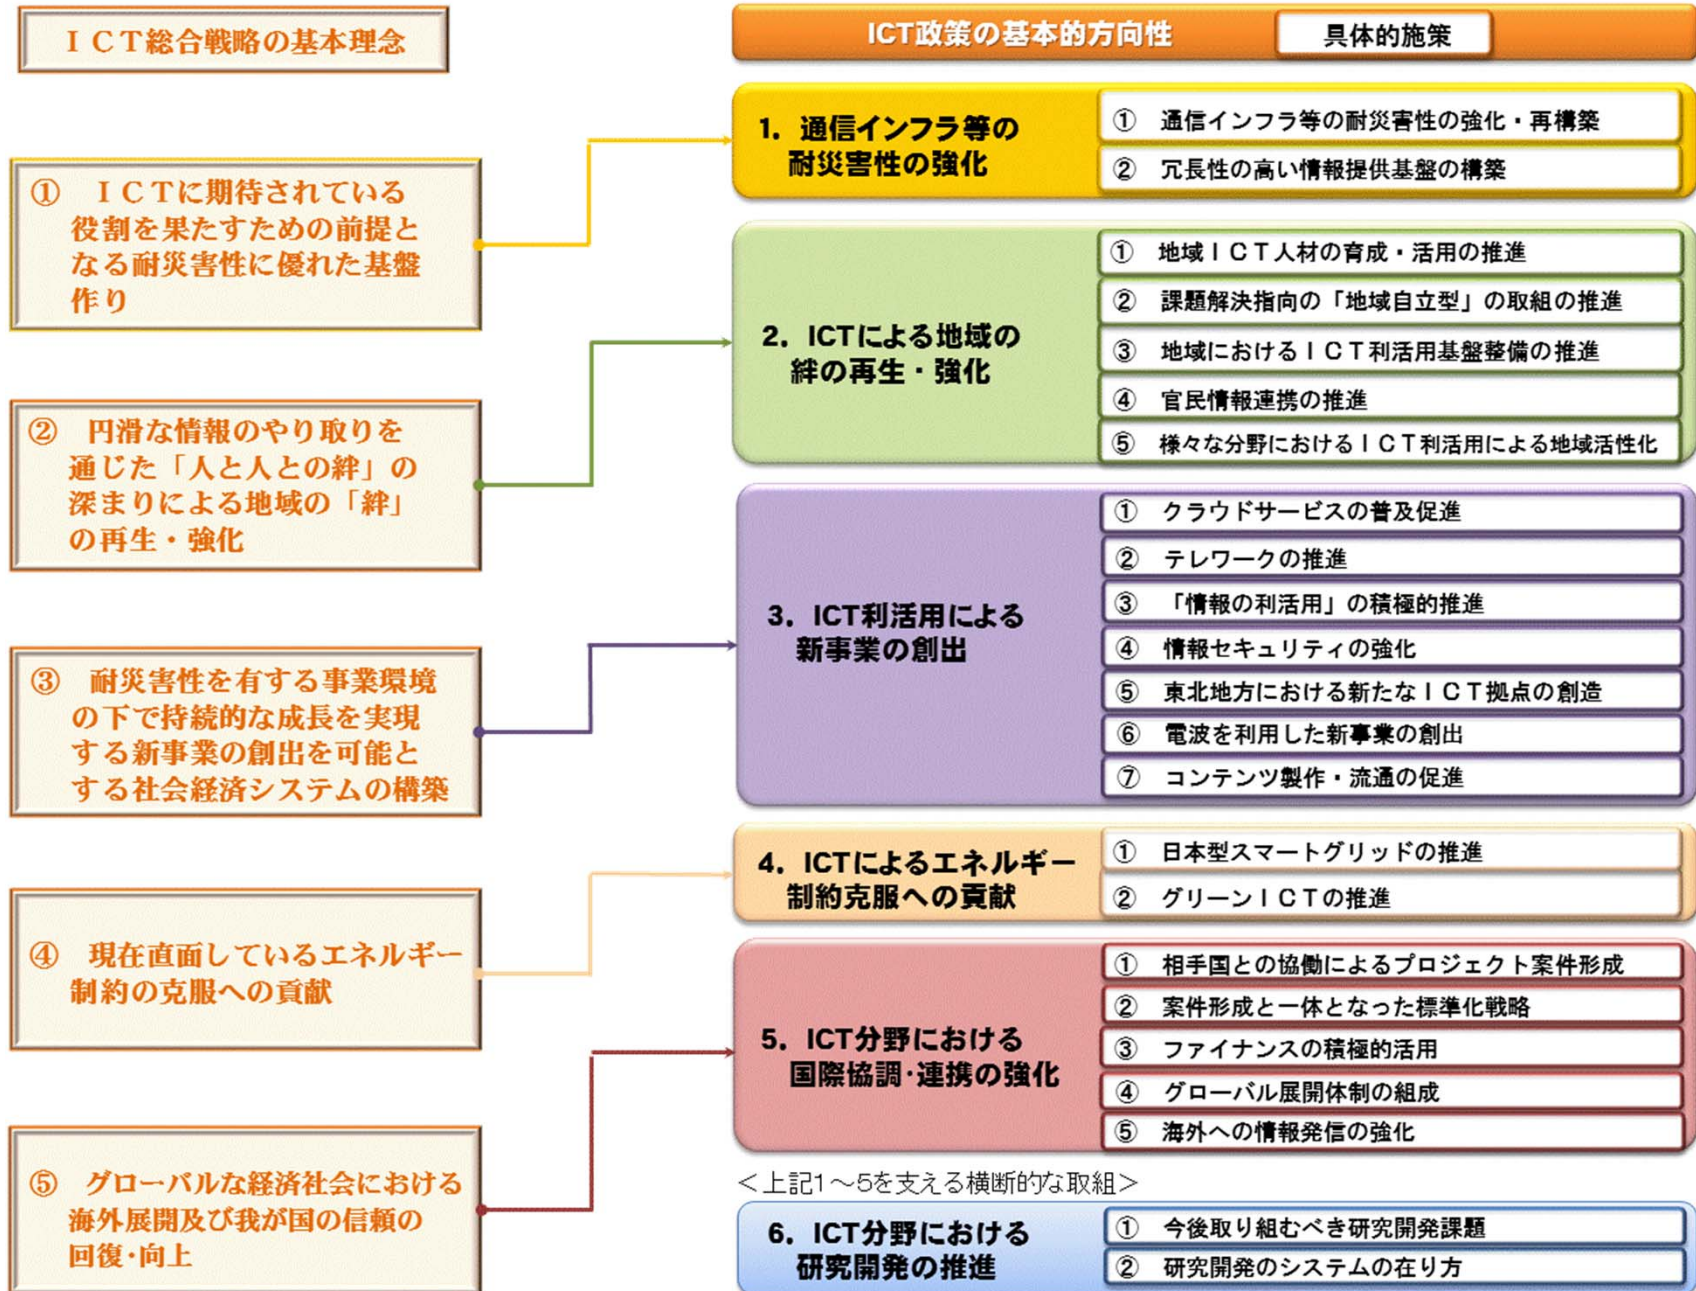 ＩＣＴ総合戦略の基本理念
① ＩＣＴに期待されている
役割を果たすための前提と
なる耐災害性に優れた基盤
作り
② 円滑な情報のやり取りを
通じた「人と人との絆」の
深まりによる地域の「絆」
の再生・強化
③ 耐災害性を有する事業環境
の下で持続的な成長を実現
する新事業の創出を可能と
する社会経済システムの構築
④ 現在直面しているエネルギー
制約の克服への貢献
⑤ グローバルな経済社会における
海外展開及び我が国の信頼の
回復･向上
ICT政策の基本的方向性 具体的施策
1．通信インフラ等の
耐災害性の強化
① 通信インフラ等の耐災害性の強化・再構築
② 冗長性の高い情報提供基盤の構築
2．ICTによる地域の
絆の再生・強化
① 地域ＩＣＴ人材の育成・活用の推進
② 課題解決指向の「地域自立型」の取組の推進
③ 地域におけるＩＣＴ利活用基盤整備の推進
④ 官民情報連携の推進
⑤ 様々な分野におけるＩＣＴ利活用による地域活性化
3．ICT利活用による
新事業の創出
① クラウドサービスの普及促進
② テレワークの推進
③ 「情報の利活用」の積極的推進
④ 情報セキュリティの強化
⑤ 東北地方における新たなＩＣＴ拠点の創造
⑥ 電波を利用した新事業の創出
⑦ コンテンツ製作・流通の促進
4．ICTによるエネルギー
制約克服への貢献
① 日本型スマートグリッドの推進
② グリーンＩＣＴの推進
5．ICT分野における
国際協調･連携の強化
① 相手国との協働によるプロジェクト案件形成
② 案件形成と一体となった標準化戦略
③ ファイナンスの積極的活用
④ グローバル展開体制の組成
⑤ 海外への情報発信の強化
＜上記1～5を支える横断的な取組＞
6．ICT分野における
研究開発の推進
① 今後取り組むべき研究開発課題
② 研究開発のシステムの在り方